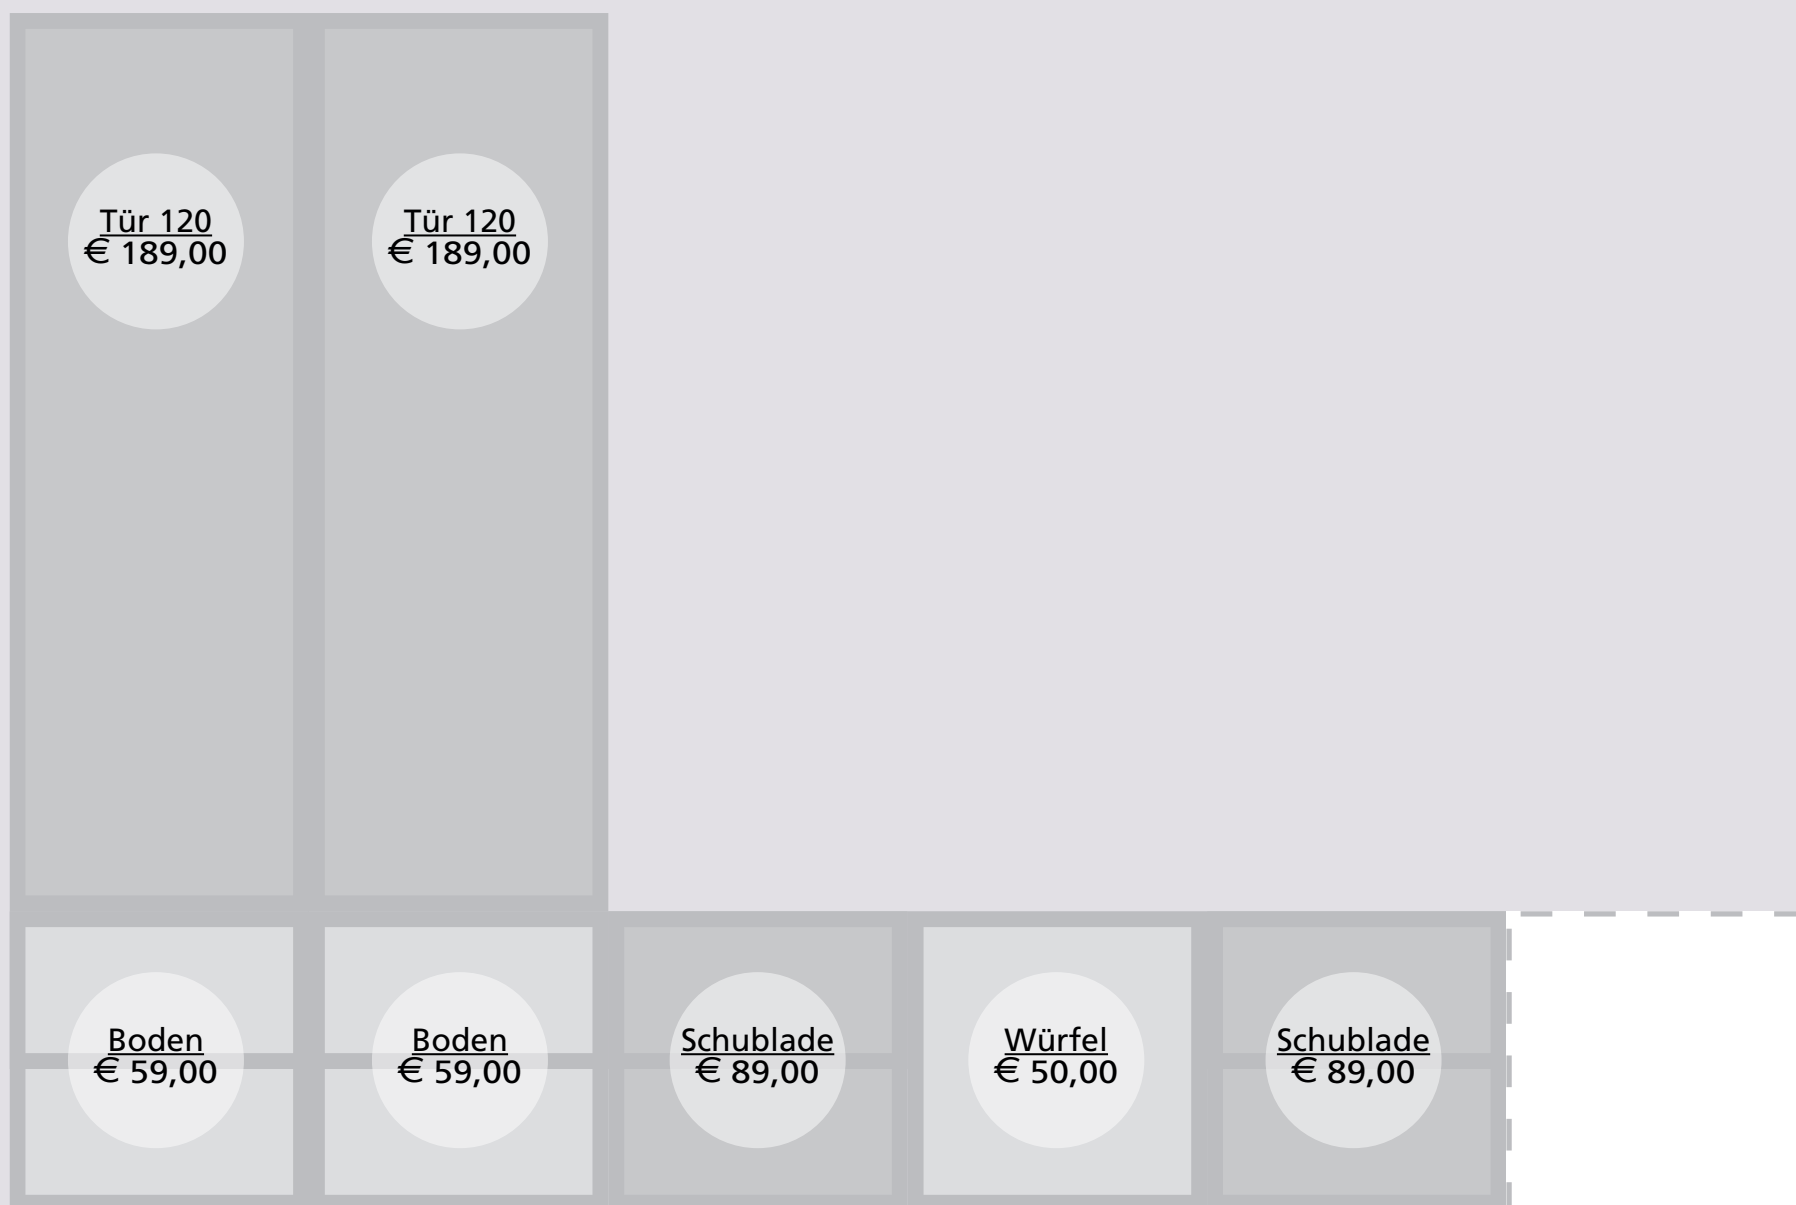 Tür 120
€ 189,00
Tür 120
€ 189,00
Boden
€ 59,00
Boden
€ 59,00
Schublade
€ 89,00
Würfel
€ 50,00
Schublade
€ 89,00